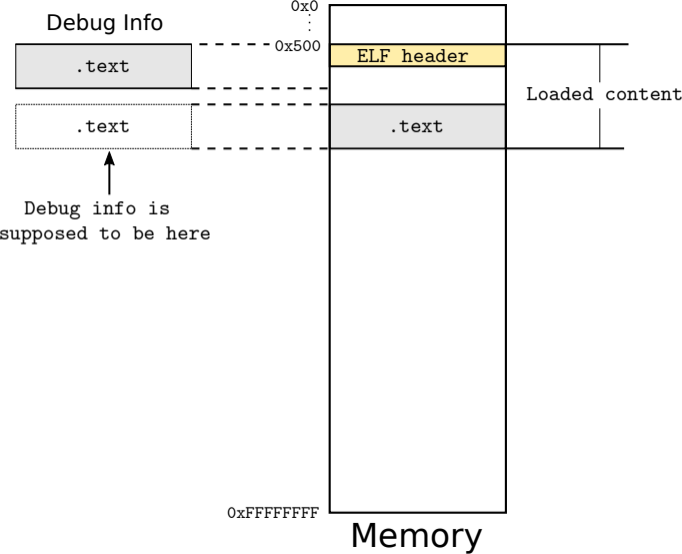 Debug Info
0x0
0x500
.text
ELF header
Loaded content
.text
.text
Debug info is
supposed to be here
0xFFFFFFFF
Memory